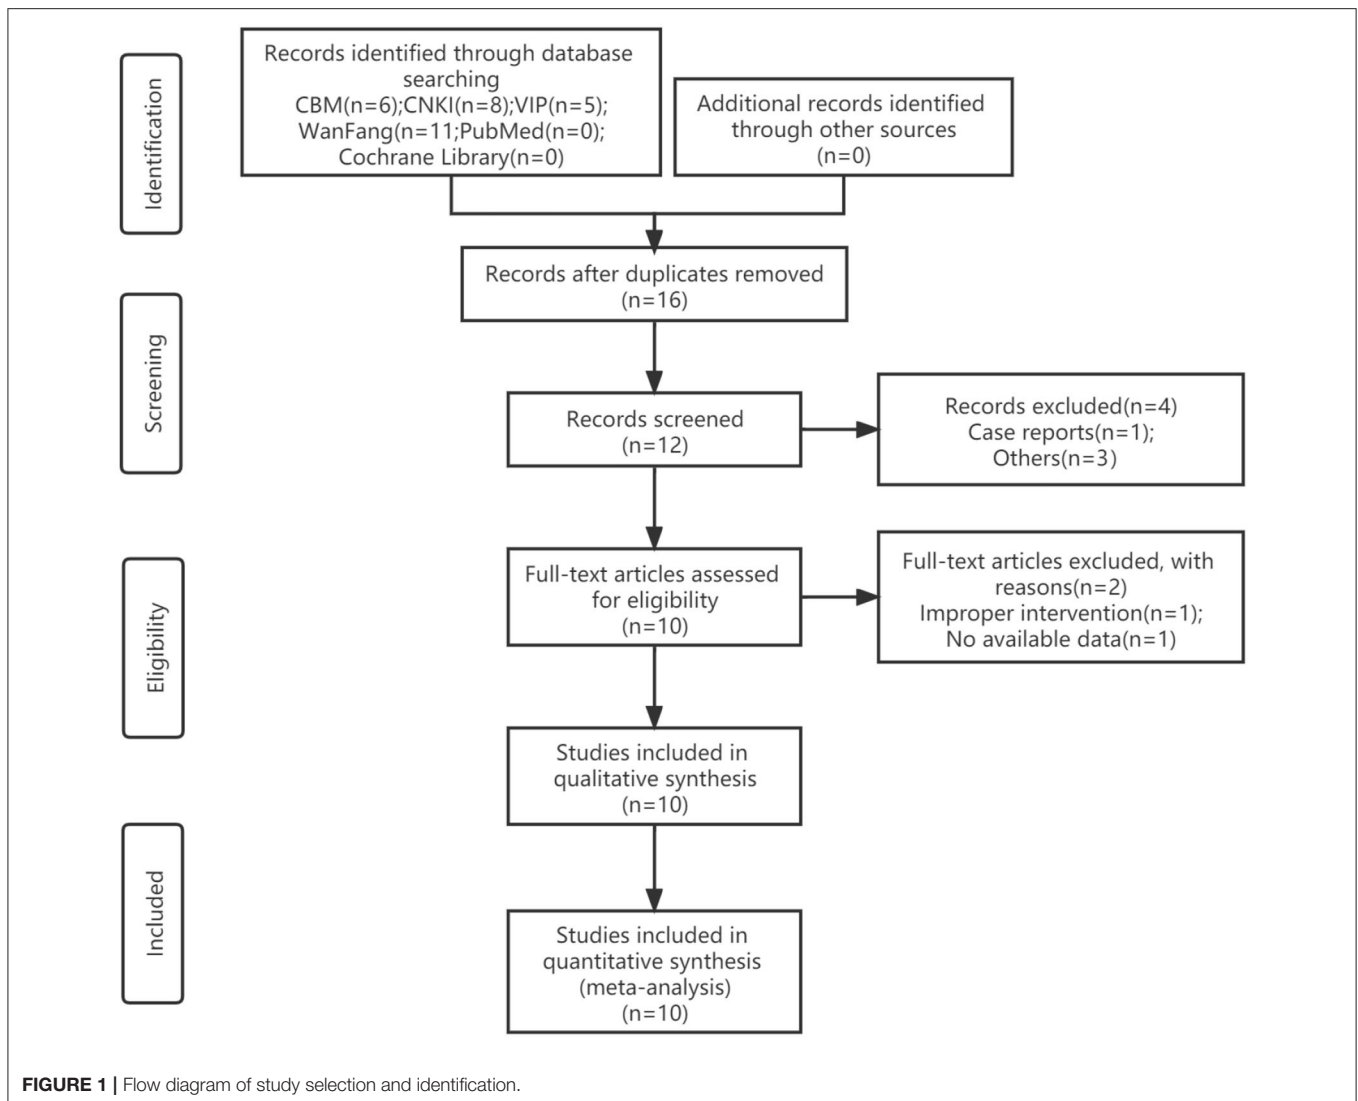 Identification
Records identified through database
searching
CBM(n=6);CNKI(n=8);VIP(n=5);
WanFang(n=11;PubMed(n=0);
Cochrane Library(n=0)
Additional records identified
through other sources
(n=0)
Records after duplicates removed
(n=16)
Screening
Records screened
(n=12)
Records excluded(n=4)
Case reports(n=1);
Others(n=3)
Eligibility
Full-text articles assessed
for eligibility
(n=10)
Full-text articles excluded, with
reasons(n=2)
Improper intervention(n=1);
No available data(n=1)
Studies included in
qualitative synthesis
(n=10)
Included
Studies included in
quantitative synthesis
(meta-analysis)
(n=10)
FIGURE 1 | Flow diagram of study selection and identification.